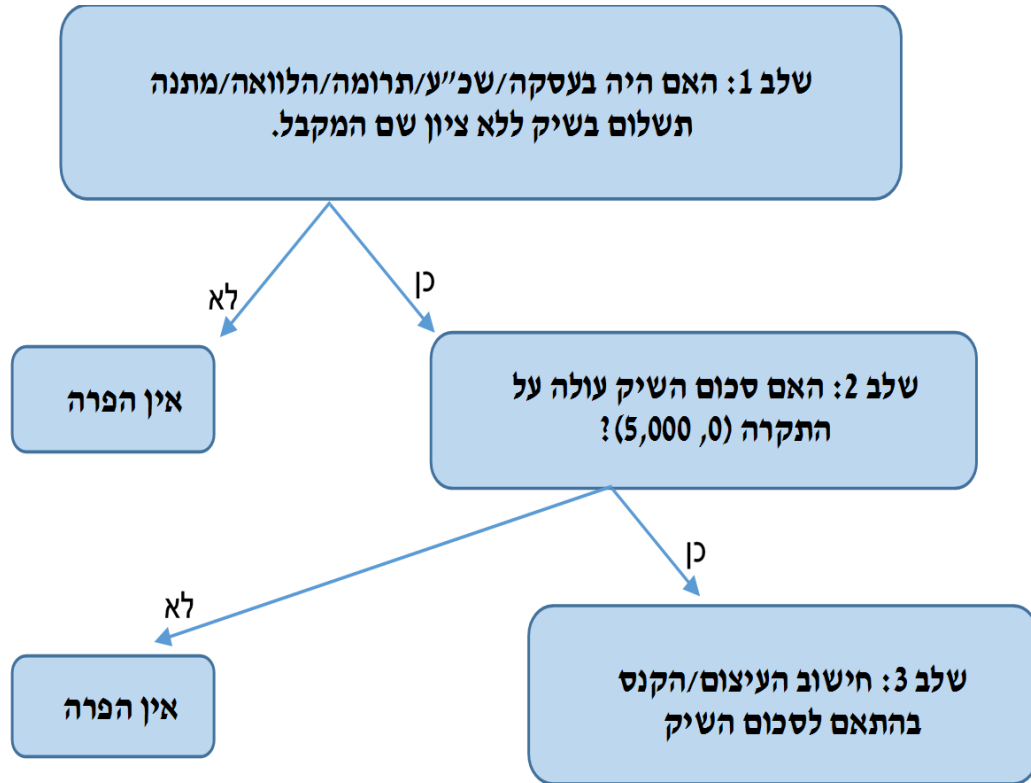 שלב 1: האם היה בעסקה/שכ"ע/תרומה/הלוואה/מתנה
תשלום בשיק ללא ציון שם המקבל.
כן
לא
שלב 2: האם סכום השיק עולה על
התקרה (0, 5,000)?
אין הפרה
כן
לא
שלב 3: חישוב העיצום/הקנס
בהתאם לסכום השיק
אין הפרה